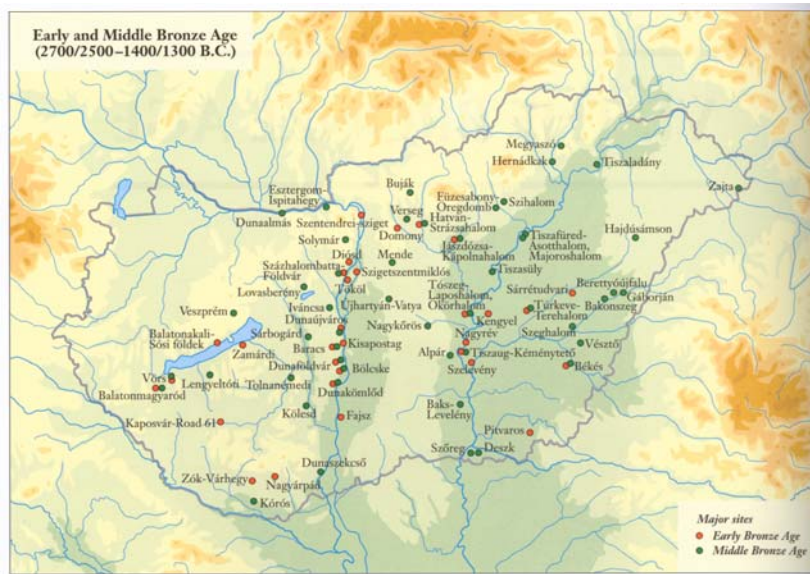 Early and Middle Bronze Age
(2700/2500–1400/1300 B.C.)
Megyaszó
Hernádkak
Tiszaladány
Zajta
Buják
Esztergom-
Ispitahegy
Füzesabony-
Öregdomb
Szihalom
Verseg
Hatvan-
Strázsahalom
Dunaalmás
Szentendrei-sziget
Domony
Hajdúsámson
Solymár
Jászdózsa-
Kápolnahalom
Tiszafüred-
Ásotthalom,
Majoroshalom
Diósd
Mende
Százhalombatta-
Földvár
Szigetszentmiklós
Tiszasüly
Lovasberény
Tököl
Tószeg-
Laposhalom,
Ökörhalom
Sárrétudvari
Berettyóújfalu
Gáborján
Bakonszeg
Újhartyán-Vatya
Iváncsa
Veszprém
Dunaújváros
Nagykőrös
Kengyel
Túrkeve-
Terehalom
Szeghalom
Balatonakali-
Sósi földek
Sárbogárd
Nagyrév
Vésztő
Zamárdi
Baracs
Kisapostag
Alpár
Tiszaug-Kéménytető
Dunaföldvár
Szelevény
Békés
Vörs
Lengyeltóti
Tolnanémedi
Bölcske
Balatonmagyaród
Dunakömlőd
Kölesd
Baks-
Levelény
Kaposvár-Road 61
Fajsz
Pitvaros
Szőreg
Deszk
Dunaszekcső
Zók-Várhegy
Nagyárpád
Kórós
Major sites
Early Bronze Age
Middle Bronze Age